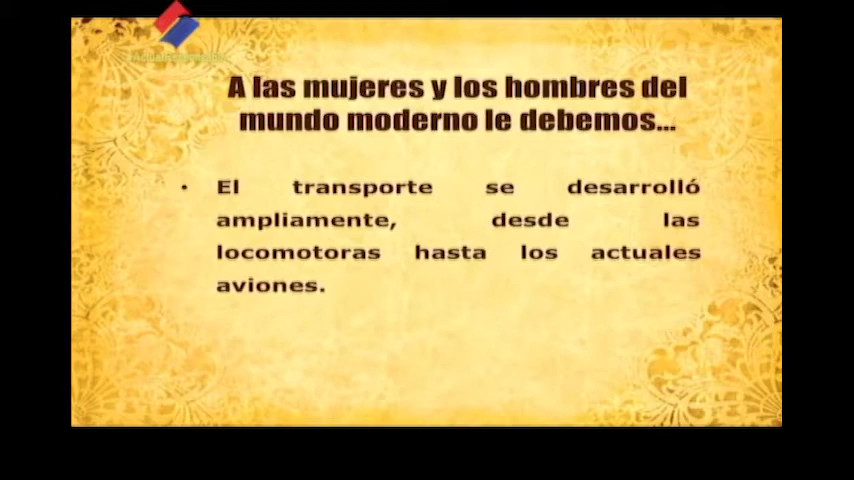 A las mujeres y los hombres del
mundo moderno le debemos...
• El transporte se desarrolló
ampliamente, desde las
locomotoras hasta los actuales
aviones.